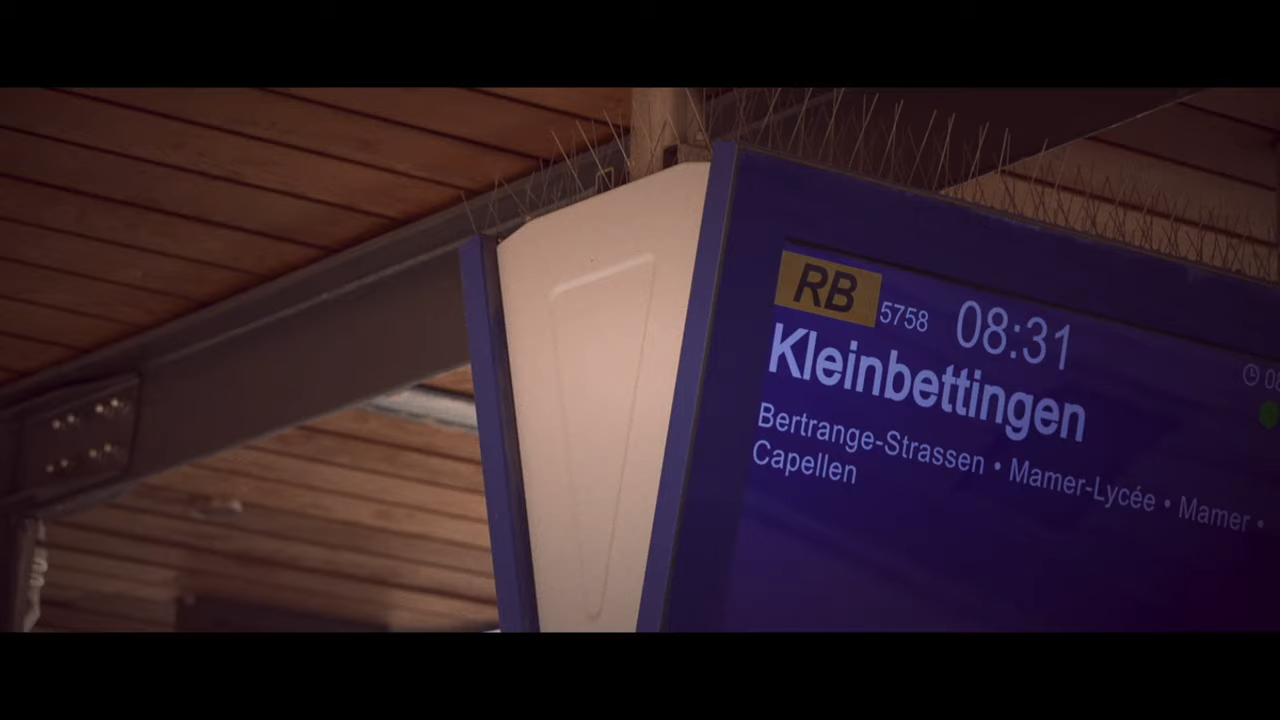 RB 5758 08:31
Kleinbettingen
Bertrange-Strassen • Mamer-Lycée • Mamer •
Capellen